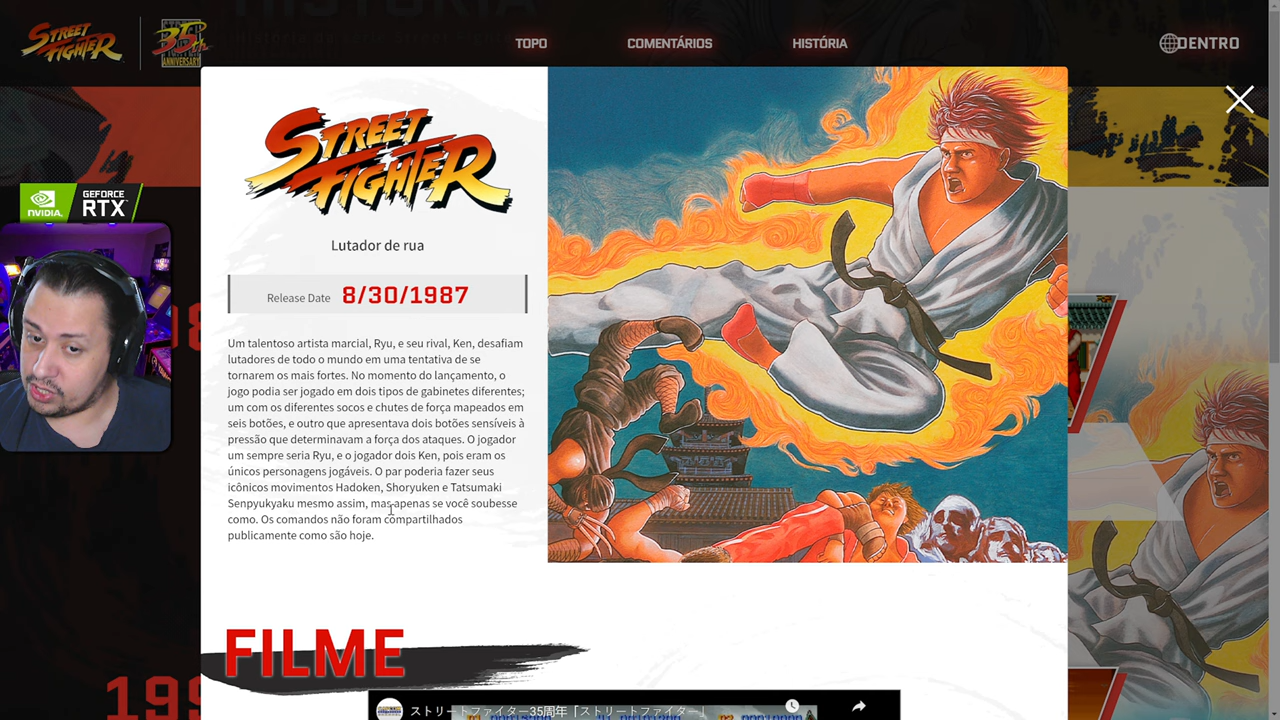 HISTÓRIA
STREET FIGHTER
35th
ANNIVERSARY
TOPO
COMENTÁRIOS
HISTÓRIA
DENTRO
NVIDIA.
GEFORCE
RTX
STREET
FIGHTER
Lutador de rua
Release Date 8/30/1987
Um talentoso artista marcial, Ryu, e seu rival, Ken, desafiam
lutadores de todo o mundo em uma tentativa de se
tornarem os mais fortes. No momento do lançamento, o
jogo podia ser jogado em dois tipos de gabinetes diferentes;
um com os diferentes socos e chutes de força mapeados em
seis botões, e outro que apresentava dois botões sensíveis à
pressão que determinavam a força dos ataques. O jogador
um sempre seria Ryu, e o jogador dois Ken, pois eram os
únicos personagens jogáveis. O par poderia fazer seus
icônicos movimentos Hadoken, Shoryuken e Tatsumaki
Senpyukyaku mesmo assim, mas apenas se você soubesse
como. Os comandos não foram compartilhados
publicamente como são hoje.
FILME
ストリートファイター35周年「ストリートファイター」